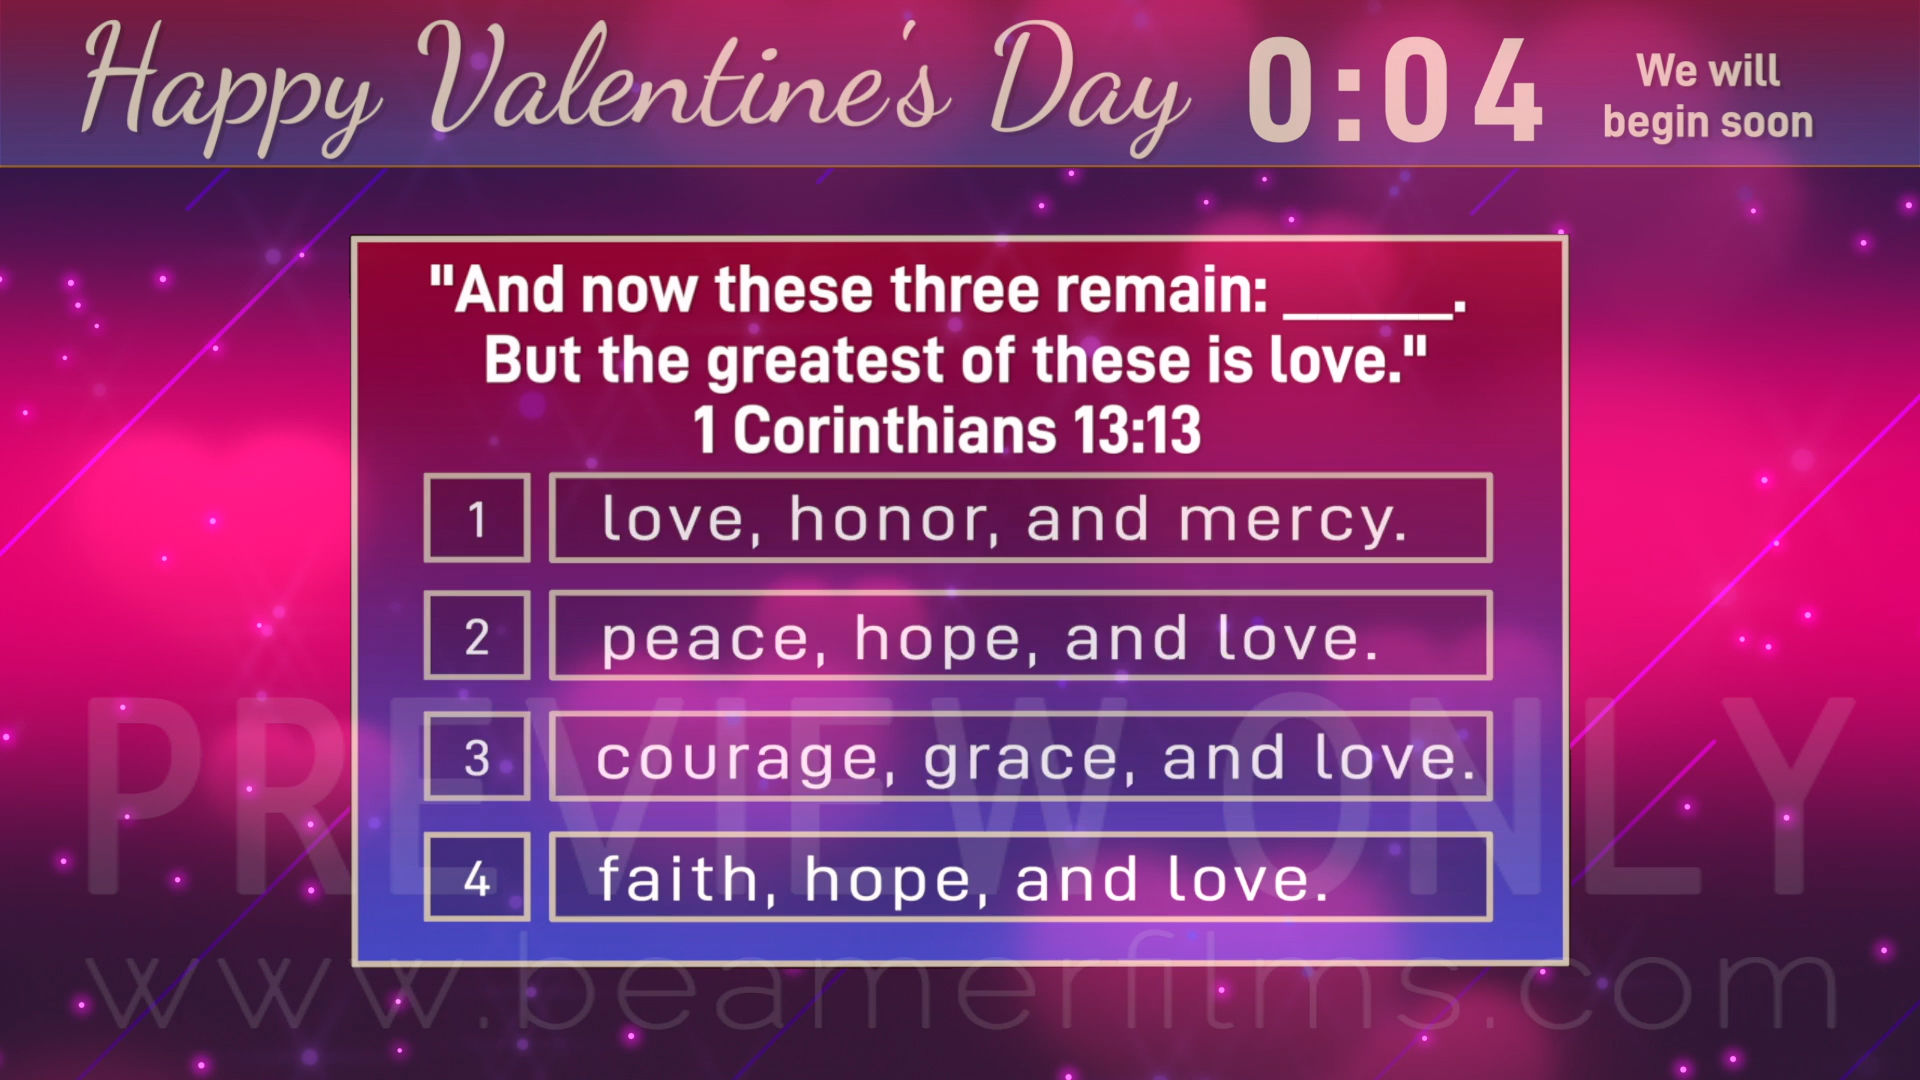 Happy Valentine's Day
0:04
We will
begin soon
"And now these three remain: _____.
But the greatest of these is love."
1 Corinthians 13:13
1 love, honor, and mercy.
2 peace, hope, and love.
3 courage, grace, and love.
4 faith, hope, and love.
PREVIEW ONLY
www.beamerfilms.com